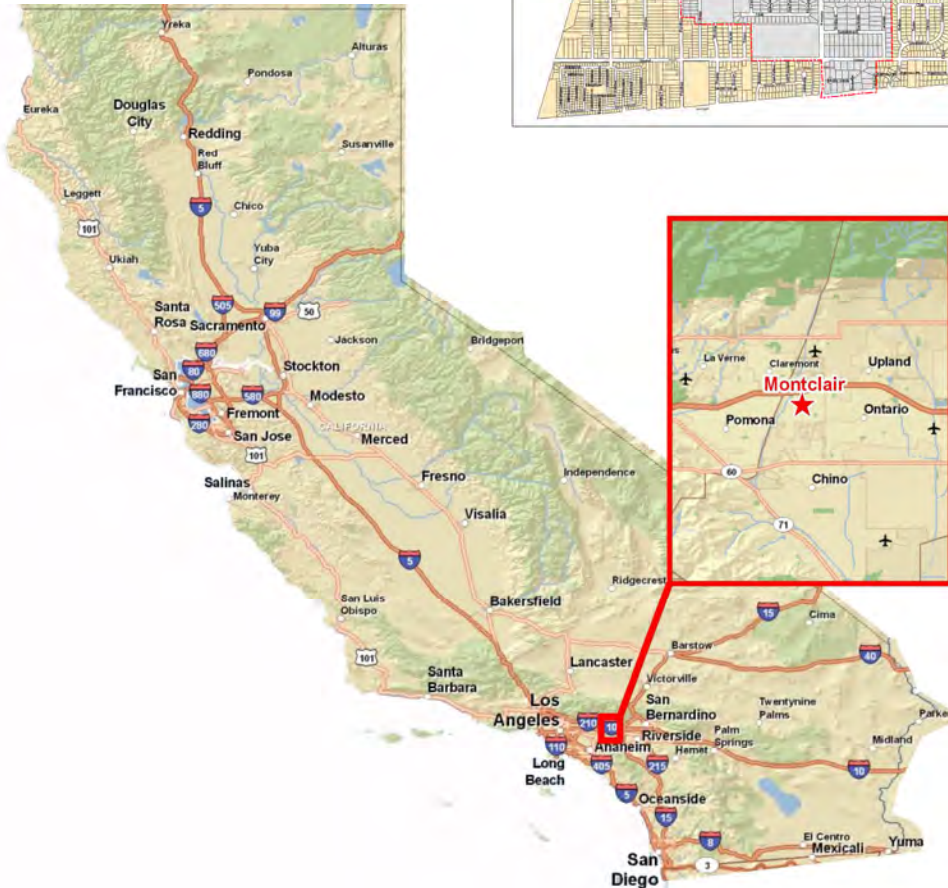 Yreka
Alturas
Pondosa
Eureka
Douglas
City
Redding
Red
Bluff
Susanville
Leggett
5
Chico
101
Ukiah
Yuba
City
Santa
Rosa
505
Sacramento
99
50
Jackson
Bridgeport
680
80
San
Francisco
Stockton
880
580
Modesto
Fremont
280
CALIFORNIA
San Jose
Merced
101
Salinas
Monterey
Fresno
Independence
Visalia
5
Ridgecrest
San Luis
Obispo
Bakersfield
15
Cima
101
Barstow
40
Lancaster
Santa
Barbara
Victorville
Los
Angeles
210
10
San
Bernardino
Twentynine
Palms
Parke
110
Riverside
Palm
Springs
Anaheim
Hemet
Midland
Long
Beach
405
215
10
5
Oceanside
15
8
El Centro
Mexicali
Yuma
San
Diego
3
La Verne
Claremont
Upland
Montclair
Pomona
Ontario
60
Chino
71